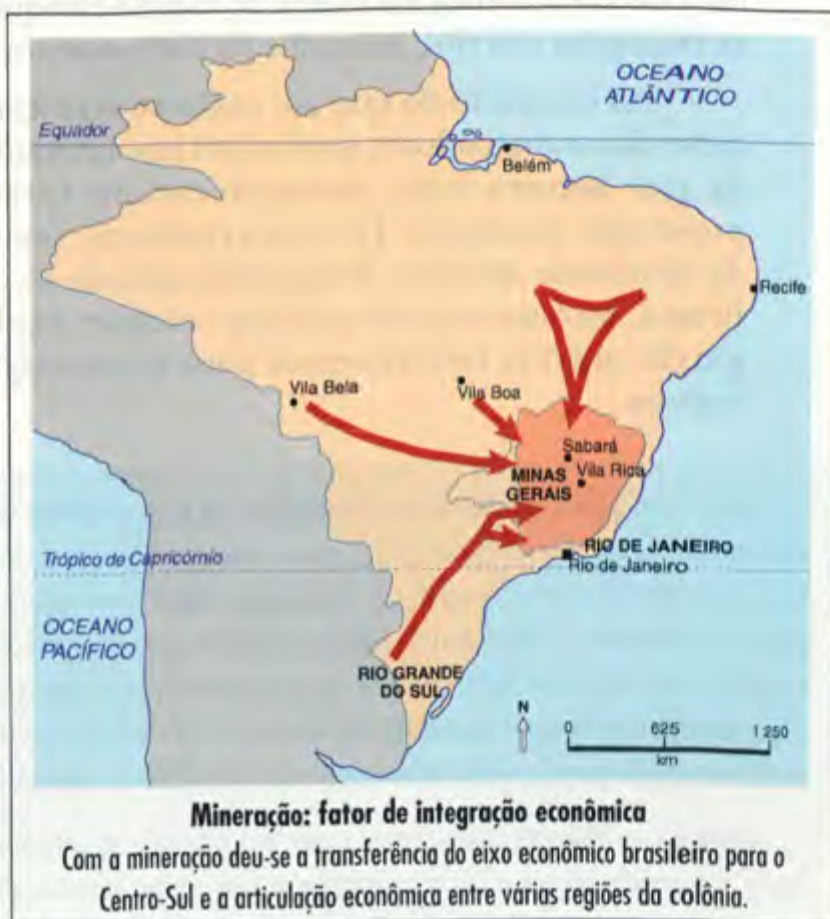 OCEANO
ATLÂNTICO
Equador
Belém
Recife
Vila Bela
Vila Boa
Sabará
Vila Rica
MINAS
GERAIS
Trópico de Capricórnio
RIO DE JANEIRO
Rio de Janeiro
OCEANO
PACÍFICO
RIO GRANDE
DO SUL
N
0 625 1 250
km
Mineração: fator de integração econômica
Com a mineração deu-se a transferência do eixo econômico brasileiro para o
Centro-Sul e a articulação econômica entre várias regiões da colônia.